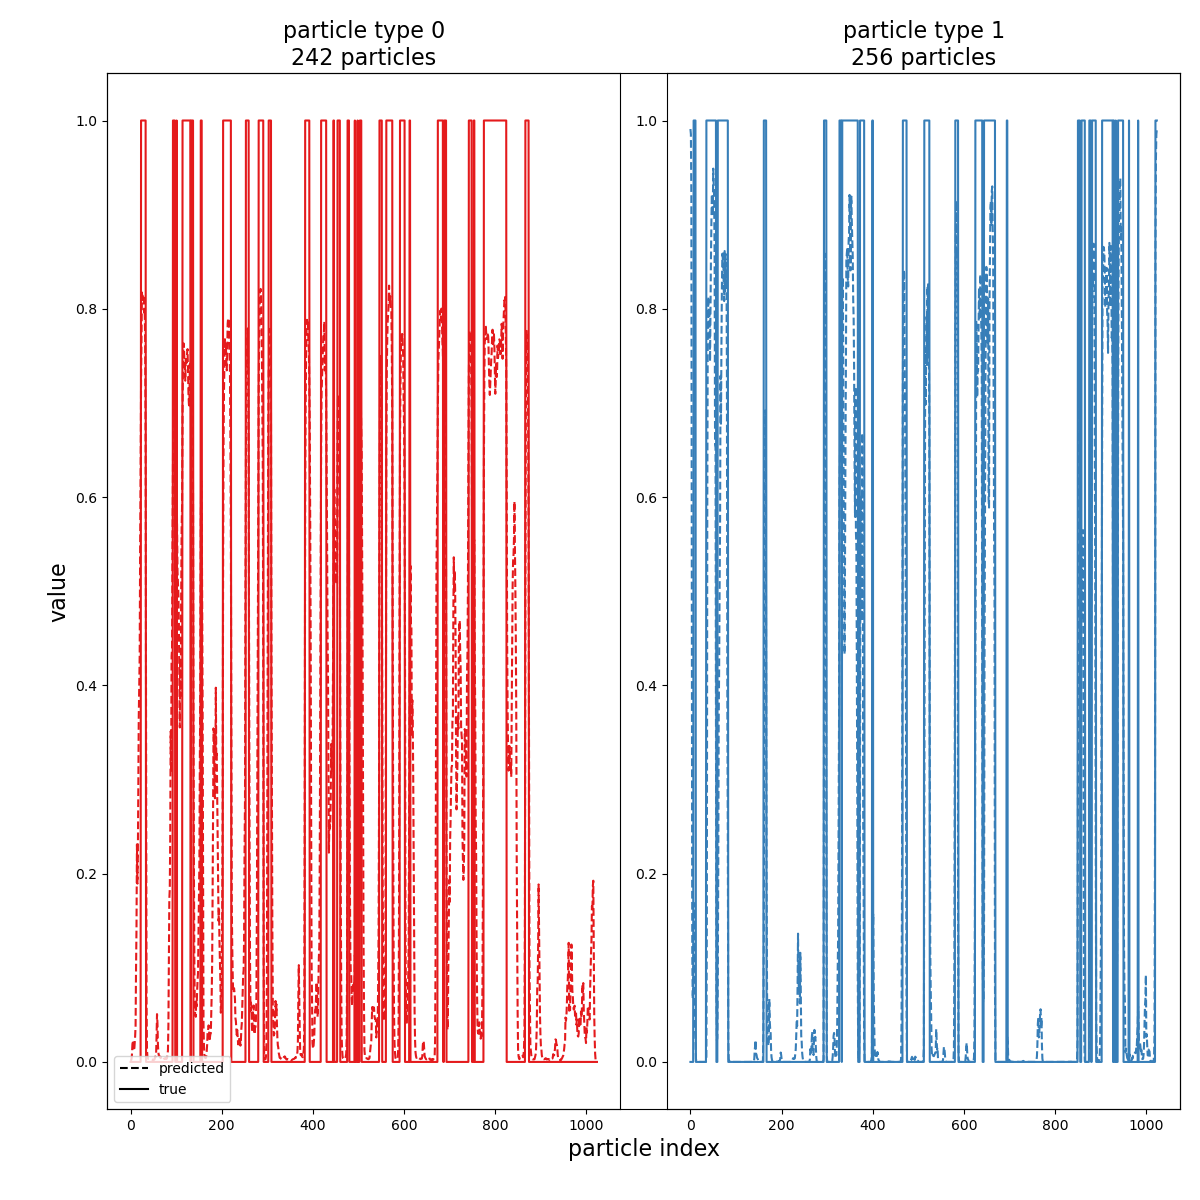 particle type 0
242 particles
particle type 1
256 particles
1.0
0.8
0.6
0.4
0.2
0.0
value
predicted
true
0 200 400 600 800 1000
1.0
0.8
0.6
0.4
0.2
0.0
0 200 400 600 800 1000
particle index